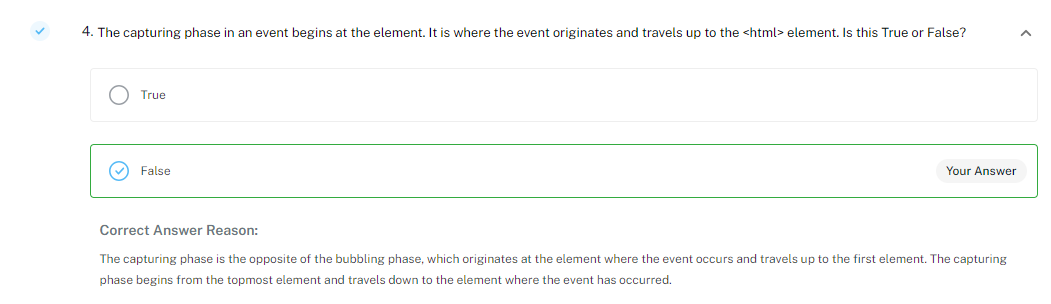 4. The capturing phase in an event begins at the element. It is where the event originates and travels up to the <html> element. Is this True or False?
True
False
Your Answer
Correct Answer Reason:
The capturing phase is the opposite of the bubbling phase, which originates at the element where the event occurs and travels up to the first element. The capturing
phase begins from the topmost element and travels down to the element where the event has occurred.